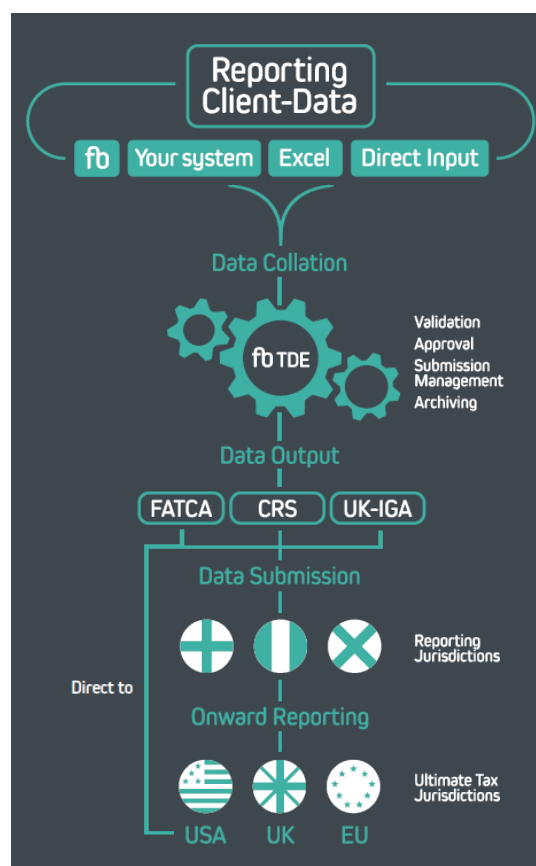 Reporting
Client-Data
fb
Your system
Excel
Direct Input
Data Collation
fb TDE
Validation
Approval
Submission
Management
Archiving
Data Output
FATCA
CRS
UK-IGA
Data Submission
Reporting
Jurisdictions
Direct to
Onward Reporting
Ultimate Tax
Jurisdictions
USA
UK
EU